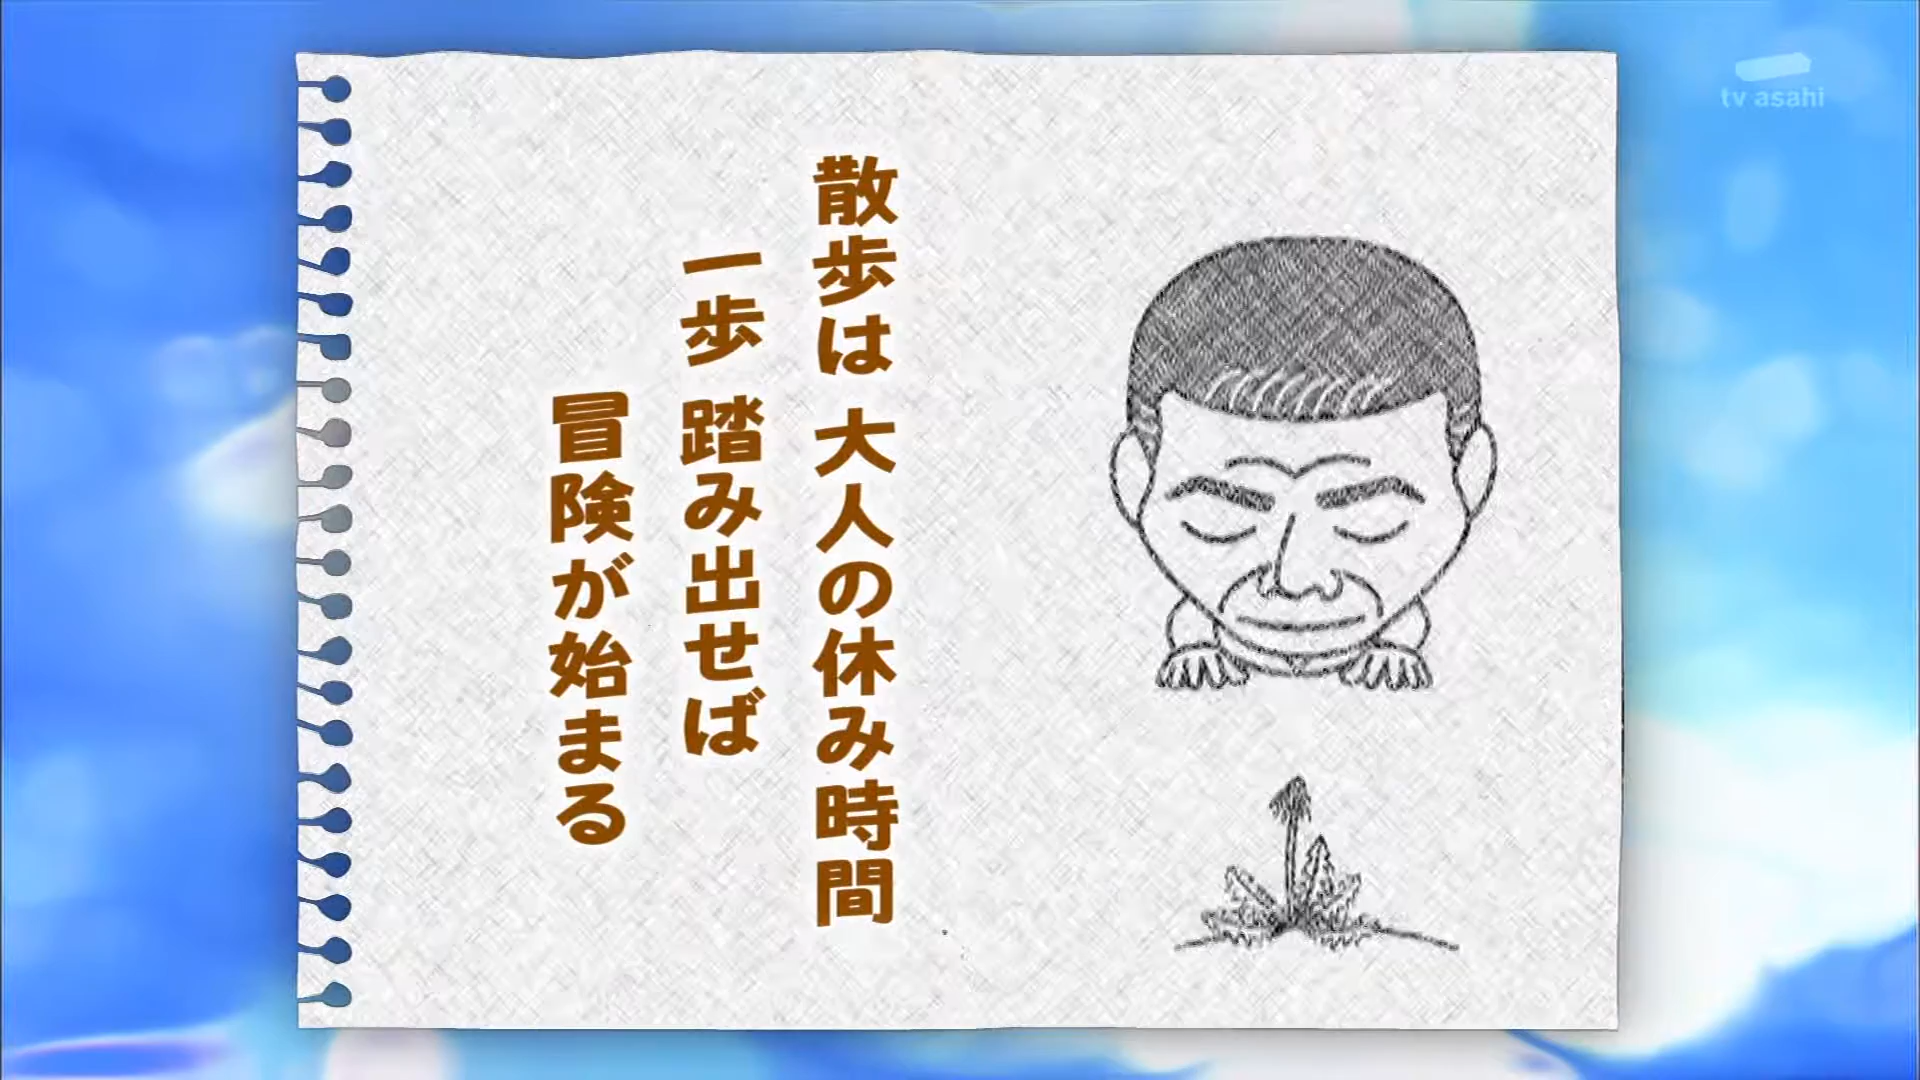 散歩は 大人の休み時間
一歩 踏み出せば
冒険が始まる
tv asahi